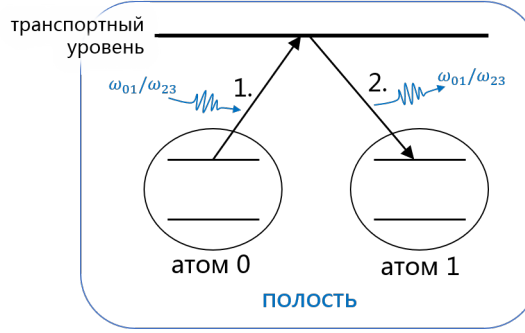 транспортный
уровень
ω₀₁/ω₂₃
1.
2.
ω₀₁/ω₂₃
атом 0
атом 1
ПОЛОСТЬ